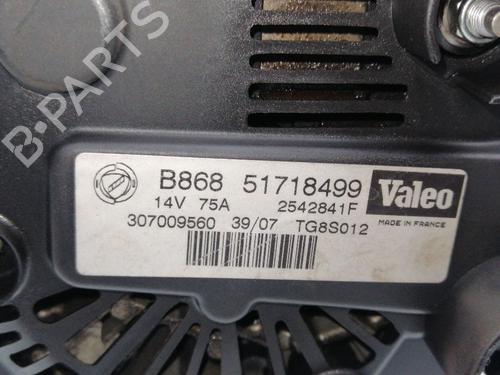 B-PARTS
B868 51718499
14V 75A 2542841F
307009560 39/07 TG8S012
Valeo
MADE IN FRANCE